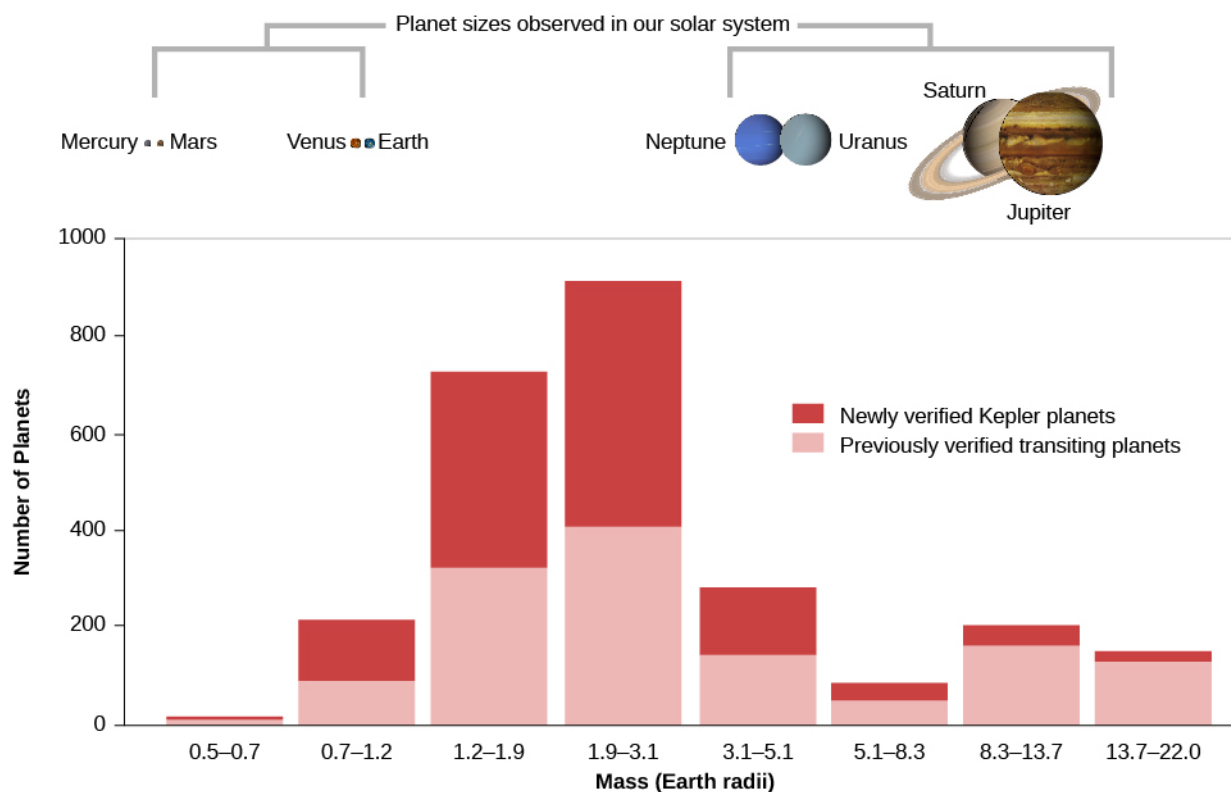 Planet sizes observed in our solar system
Saturn
Mercury Mars Venus Earth Neptune Uranus
Jupiter
1000
800
600
400
200
0
Number of Planets
Newly verified Kepler planets
Previously verified transiting planets
0.5–0.7 0.7–1.2 1.2–1.9 1.9–3.1 3.1–5.1 5.1–8.3 8.3–13.7 13.7–22.0
Mass (Earth radii)